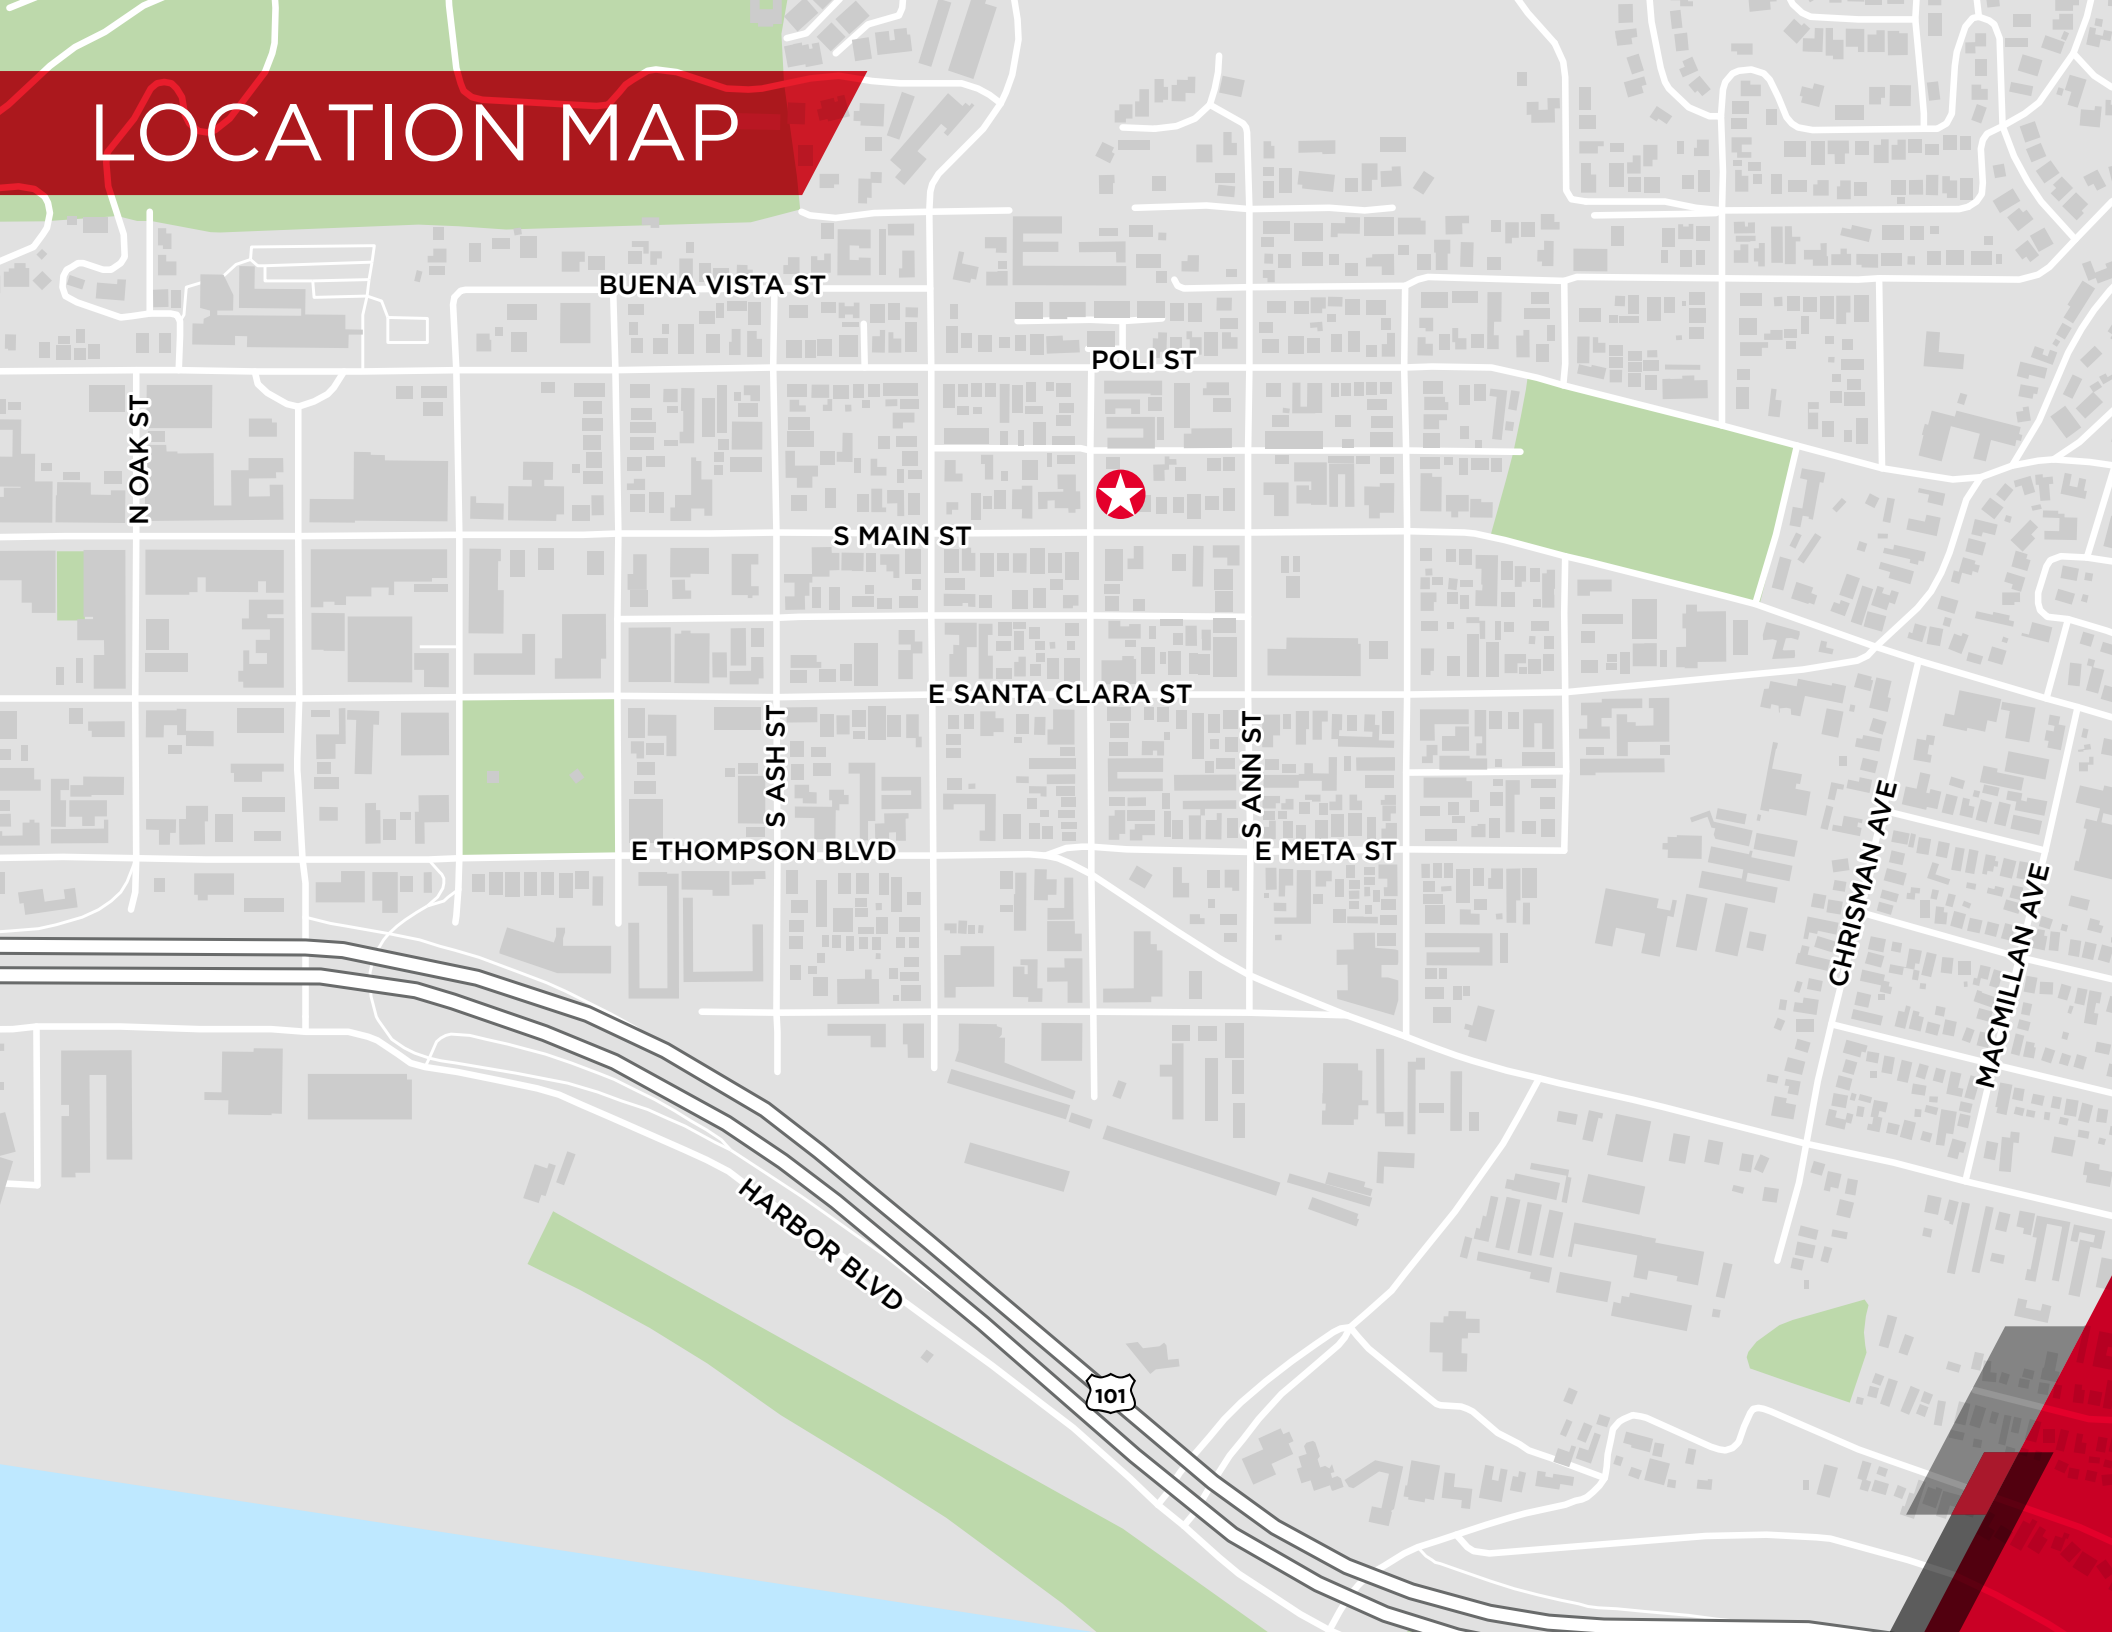 LOCATION MAP
BUENA VISTA ST
POLI ST
N OAK ST
S MAIN ST
E SANTA CLARA ST
S ASH ST
S ANN ST
E THOMPSON BLVD
E META ST
CHRISMAN AVE
MACMILLAN AVE
HARBOR BLVD
101